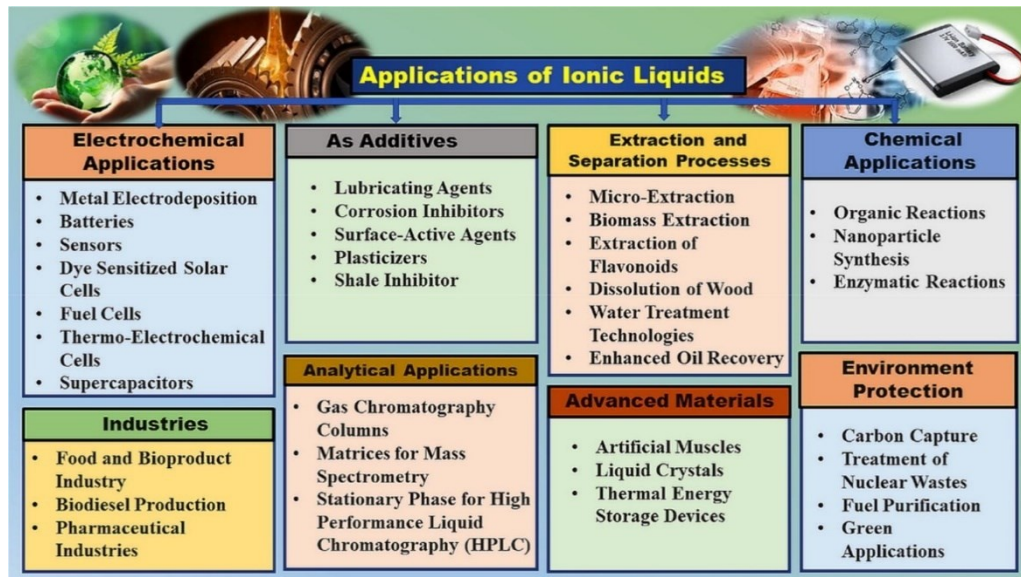 Applications of Ionic Liquids
Electrochemical
Applications
• Metal Electrodeposition
• Batteries
• Sensors
• Dye Sensitized Solar
Cells
• Fuel Cells
• Thermo-Electrochemical
Cells
• Supercapacitors
As Additives
• Lubricating Agents
• Corrosion Inhibitors
• Surface-Active Agents
• Plasticizers
• Shale Inhibitor
Extraction and
Separation Processes
• Micro-Extraction
• Biomass Extraction
• Extraction of
Flavonoids
• Dissolution of Wood
• Water Treatment
Technologies
• Enhanced Oil Recovery
Chemical
Applications
• Organic Reactions
• Nanoparticle
Synthesis
• Enzymatic Reactions
Industries
• Food and Bioproduct
Industry
• Biodiesel Production
• Pharmaceutical
Industries
Analytical Applications
• Gas Chromatography
Columns
• Matrices for Mass
Spectrometry
• Stationary Phase for High
Performance Liquid
Chromatography (HPLC)
Advanced Materials
• Artificial Muscles
• Liquid Crystals
• Thermal Energy
Storage Devices
Environment
Protection
• Carbon Capture
• Treatment of
Nuclear Wastes
• Fuel Purification
• Green
Applications